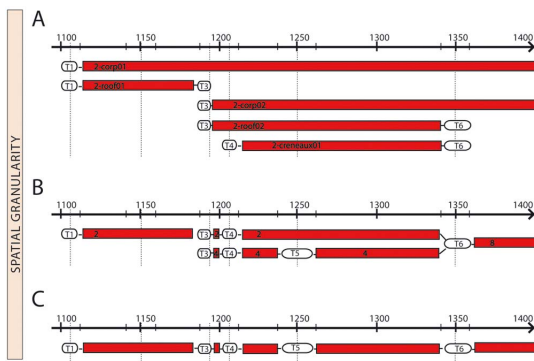 SPATIAL GRANULARITY
A
1100 1150 1200 1250 1300 1350 1400
T1 2-corp01
T1 2-roof01 T3
T3 2-corp02
T3 2-roof02 T6
T4 2-creneaux01 T6
B
1100 1150 1200 1250 1300 1350 1400
T1 2 T3 2 T4 2 T6 8
T3 4 T4 4 T5 4
C
1100 1150 1200 1250 1300 1350 1400
T1 T3 T4 T5 T6